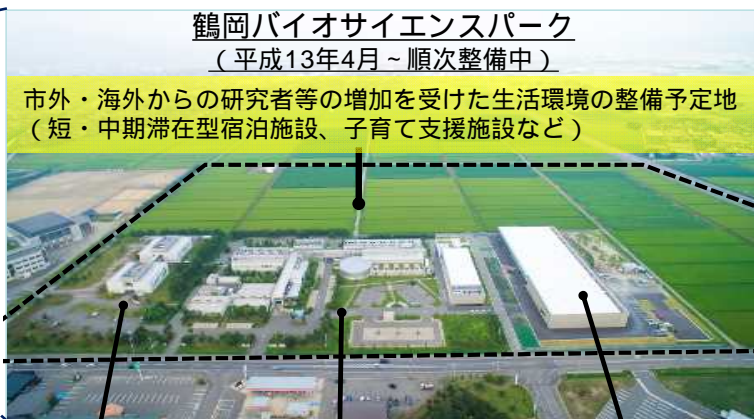 鶴岡バイオサイエンスパーク
（平成13年4月～順次整備中）
市外・海外からの研究者等の増加を受けた生活環境の整備予定地
（短・中期滞在型宿泊施設、子育て支援施設など）